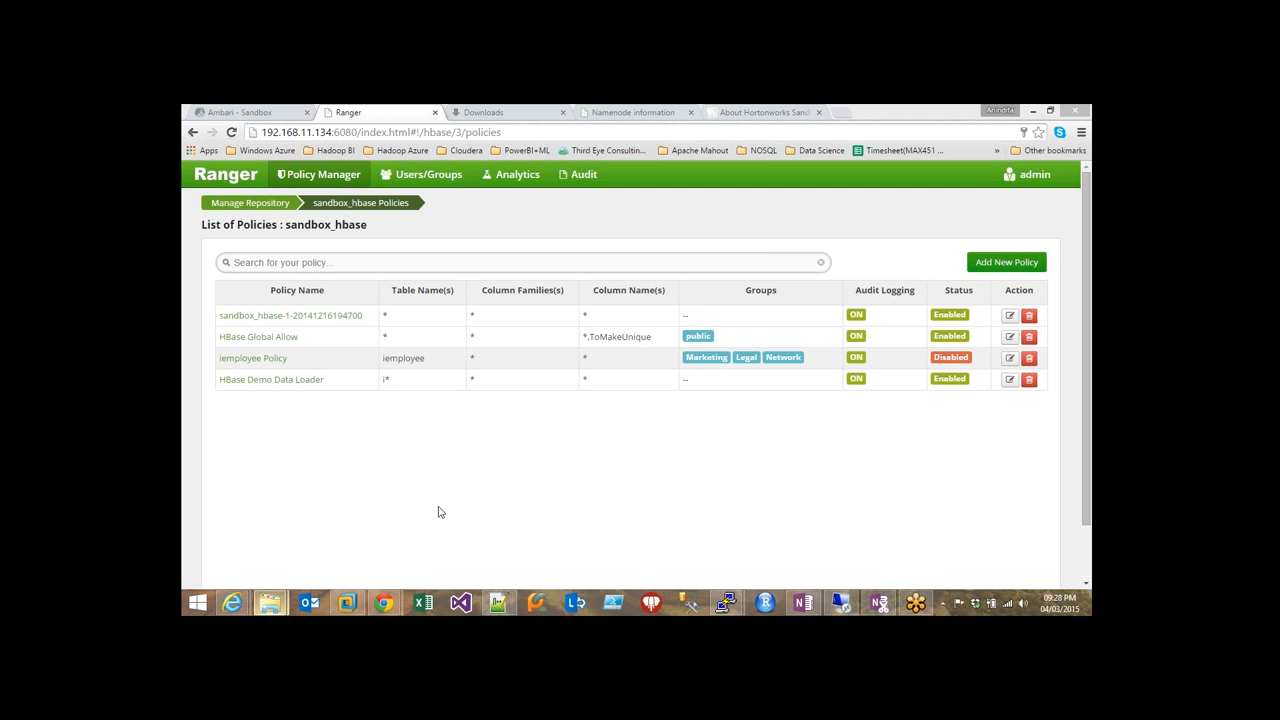 Ambari - Sandbox
Ranger
Downloads
Namenode information
About Hortonworks Sand
Anindita
192.168.11.134:6080/index.html#!/hbase/3/policies
Apps Windows Azure Hadoop BI Hadoop Azure Cloudera PowerBI+ML Third Eye Consultin... Apache Mahout NOSQL Data Science Timesheet(MAX451 ... » Other bookmarks
Ranger Policy Manager Users/Groups Analytics Audit admin
Manage Repository sandbox_hbase Policies
List of Policies : sandbox_hbase
Search for your policy... Add New Policy
Policy Name Table Name(s) Column Families(s) Column Name(s) Groups Audit Logging Status Action
sandbox_hbase-1-20141216194700 * * * -- ON Enabled
HBase Global Allow * * *,ToMakeUnique public ON Enabled
iemployee Policy iemployee * * Marketing Legal Network ON Disabled
HBase Demo Data Loader i* * * -- ON Enabled
09:28 PM
04/03/2015